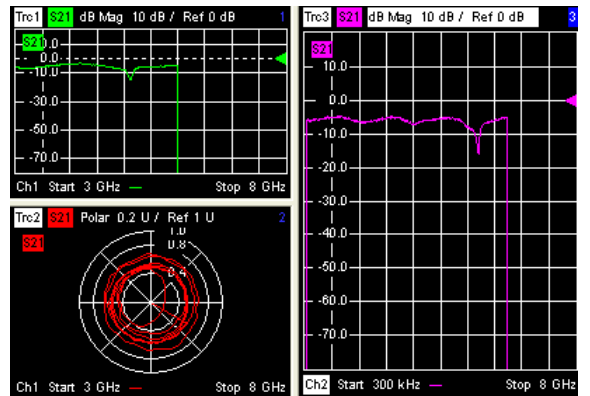 Trc1 S21 dB Mag 10 dB / Ref 0 dB 1
S21
0.0
-10.0
-30.0
-50.0
-70.0
Ch1 Start 3 GHz — Stop 8 GHz
Trc2 S21 Polar 0.2 U / Ref 1 U 2
S21
1.0
0.8
0.4
Ch1 Start 3 GHz — Stop 8 GHz
Trc3 S21 dB Mag 10 dB / Ref 0 dB 3
S21
10.0
0.0
-10.0
-20.0
-30.0
-40.0
-50.0
-60.0
-70.0
Ch2 Start 300 kHz — Stop 8 GHz